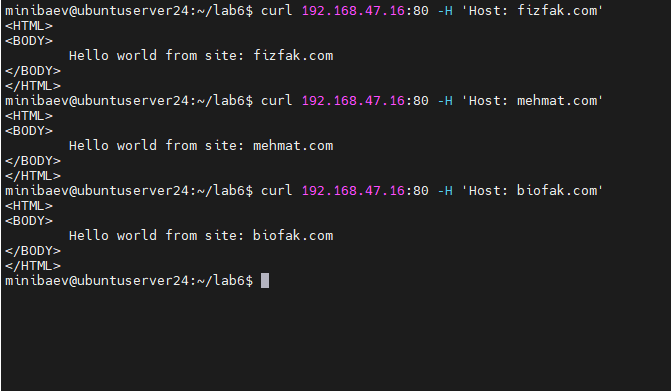 minibaev@ubuntuserver24:~/lab6$ curl 192.168.47.16:80 -H 'Host: fizfak.com'
<HTML>
<BODY>
        Hello world from site: fizfak.com
</BODY>
</HTML>
minibaev@ubuntuserver24:~/lab6$ curl 192.168.47.16:80 -H 'Host: mehmat.com'
<HTML>
<BODY>
        Hello world from site: mehmat.com
</BODY>
</HTML>
minibaev@ubuntuserver24:~/lab6$ curl 192.168.47.16:80 -H 'Host: biofak.com'
<HTML>
<BODY>
        Hello world from site: biofak.com
</BODY>
</HTML>
minibaev@ubuntuserver24:~/lab6$